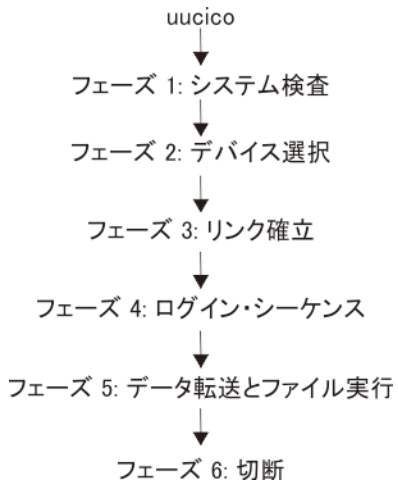 uucico
フェーズ 1: システム検査
フェーズ 2: デバイス選択
フェーズ 3: リンク確立
フェーズ 4: ログイン・シーケンス
フェーズ 5: データ転送とファイル実行
フェーズ 6: 切断